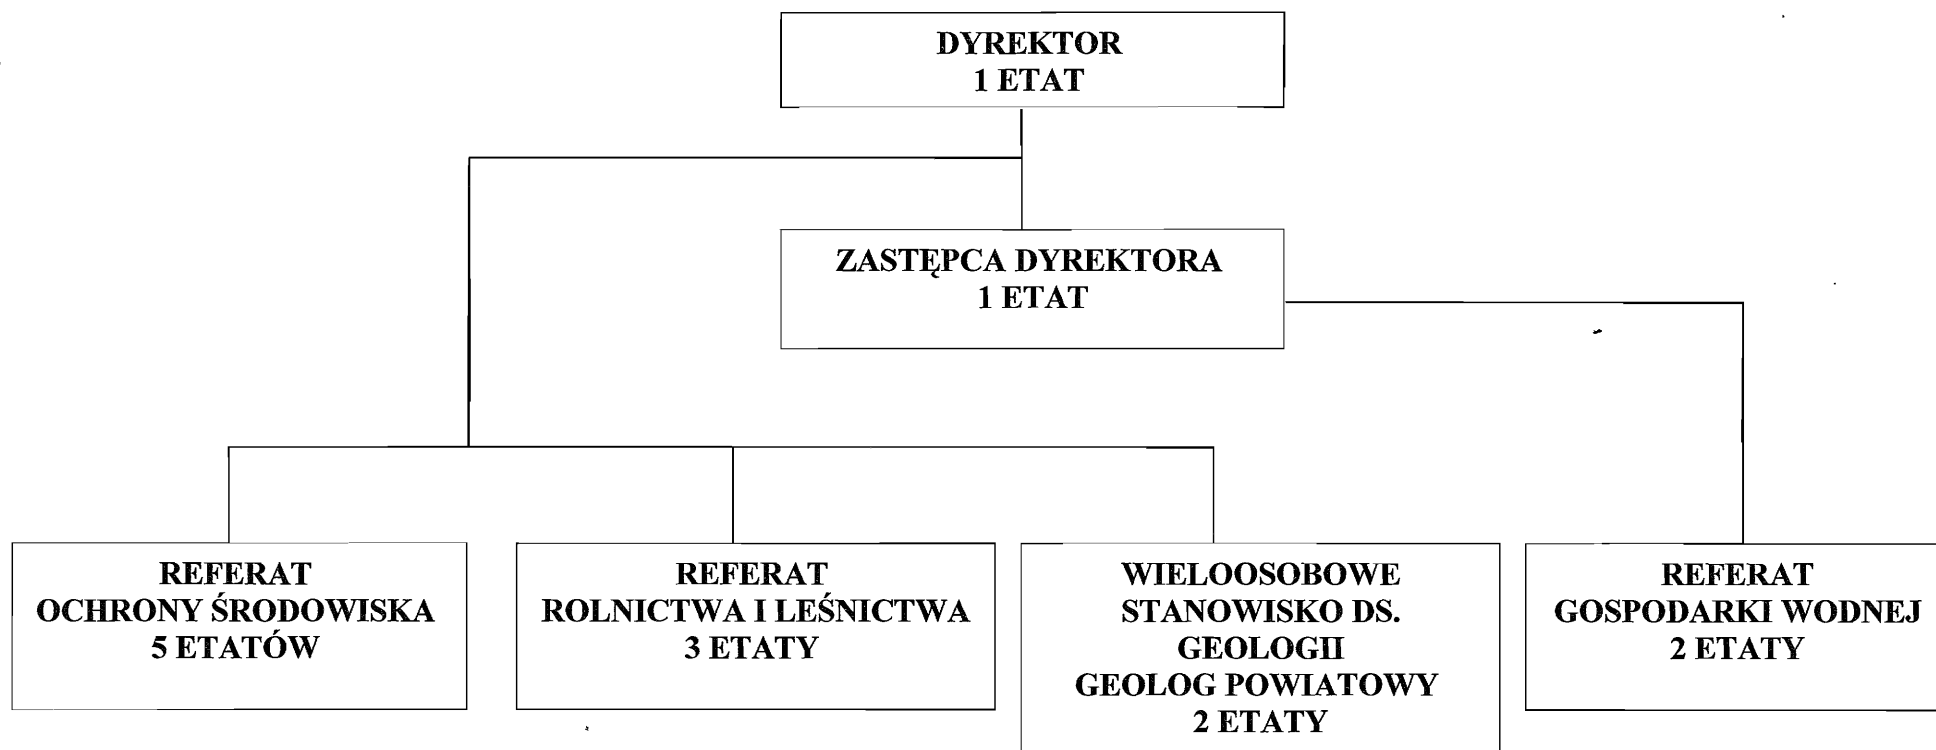 DYREKTOR
1 ETAT
ZASTĘPCA DYREKTORA
1 ETAT
REFERAT
OCHRONY ŚRODOWISKA
5 ETATÓW
REFERAT
ROLNICTWA I LEŚNICTWA
3 ETATY
WIELOOSOBOWE
STANOWISKO DS.
GEOLOGII
GEOLOG POWIATOWY
2 ETATY
REFERAT
GOSPODARKI WODNEJ
2 ETATY